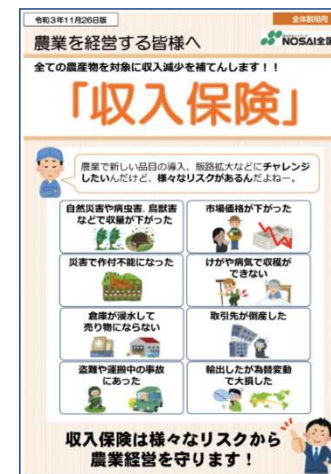 令和3年11月26日版
全体説明用
農業を経営する皆様へ
NOSAI全国
全ての農産物を対象に収入減少を補てんします！！
「収入保険」
農業で新しい品目の導入、販路拡大などにチャレンジ
したいんだけど、様々なリスクがあるんだよねー。
自然災害や病虫害、鳥獣害
などで収量が下がった
市場価格が下がった
災害で作付不能になった
けがや病気で収穫が
できない
倉庫が浸水して
売り物にならない
取引先が倒産した
盗難や運搬中の事故
にあった
輸出したが為替変動
で大損した
収入保険は様々なリスクから
農業経営を守ります！